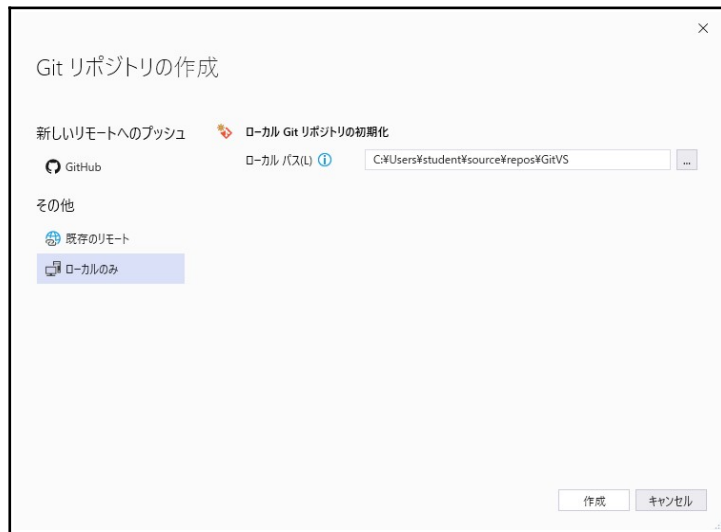 Git リポジトリの作成
新しいリモートへのプッシュ
GitHub
その他
既存のリモート
ローカルのみ
ローカル Git リポジトリの初期化
ローカル パス(L)
C:¥Users¥student¥source¥repos¥GitVS
...
作成
キャンセル